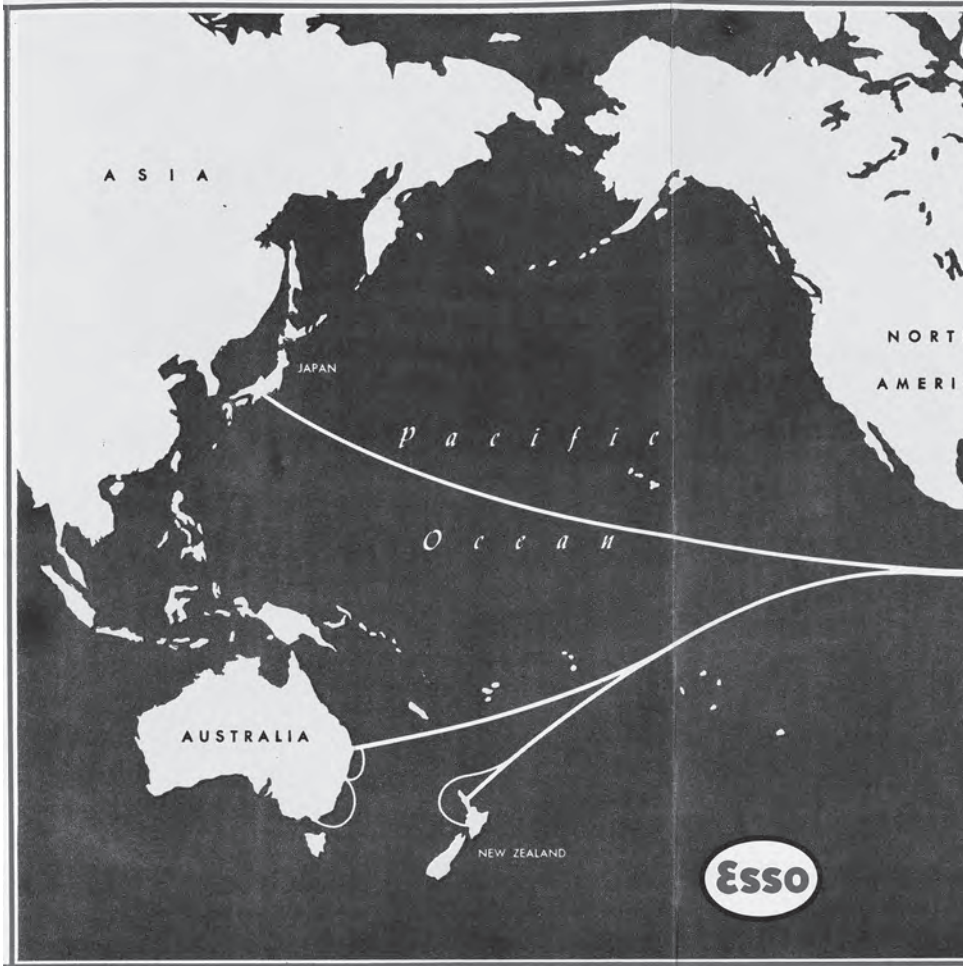 ASIA
NORT
JAPAN
AMERI
Pacific
Ocean
AUSTRALIA
NEW ZEALAND
Esso